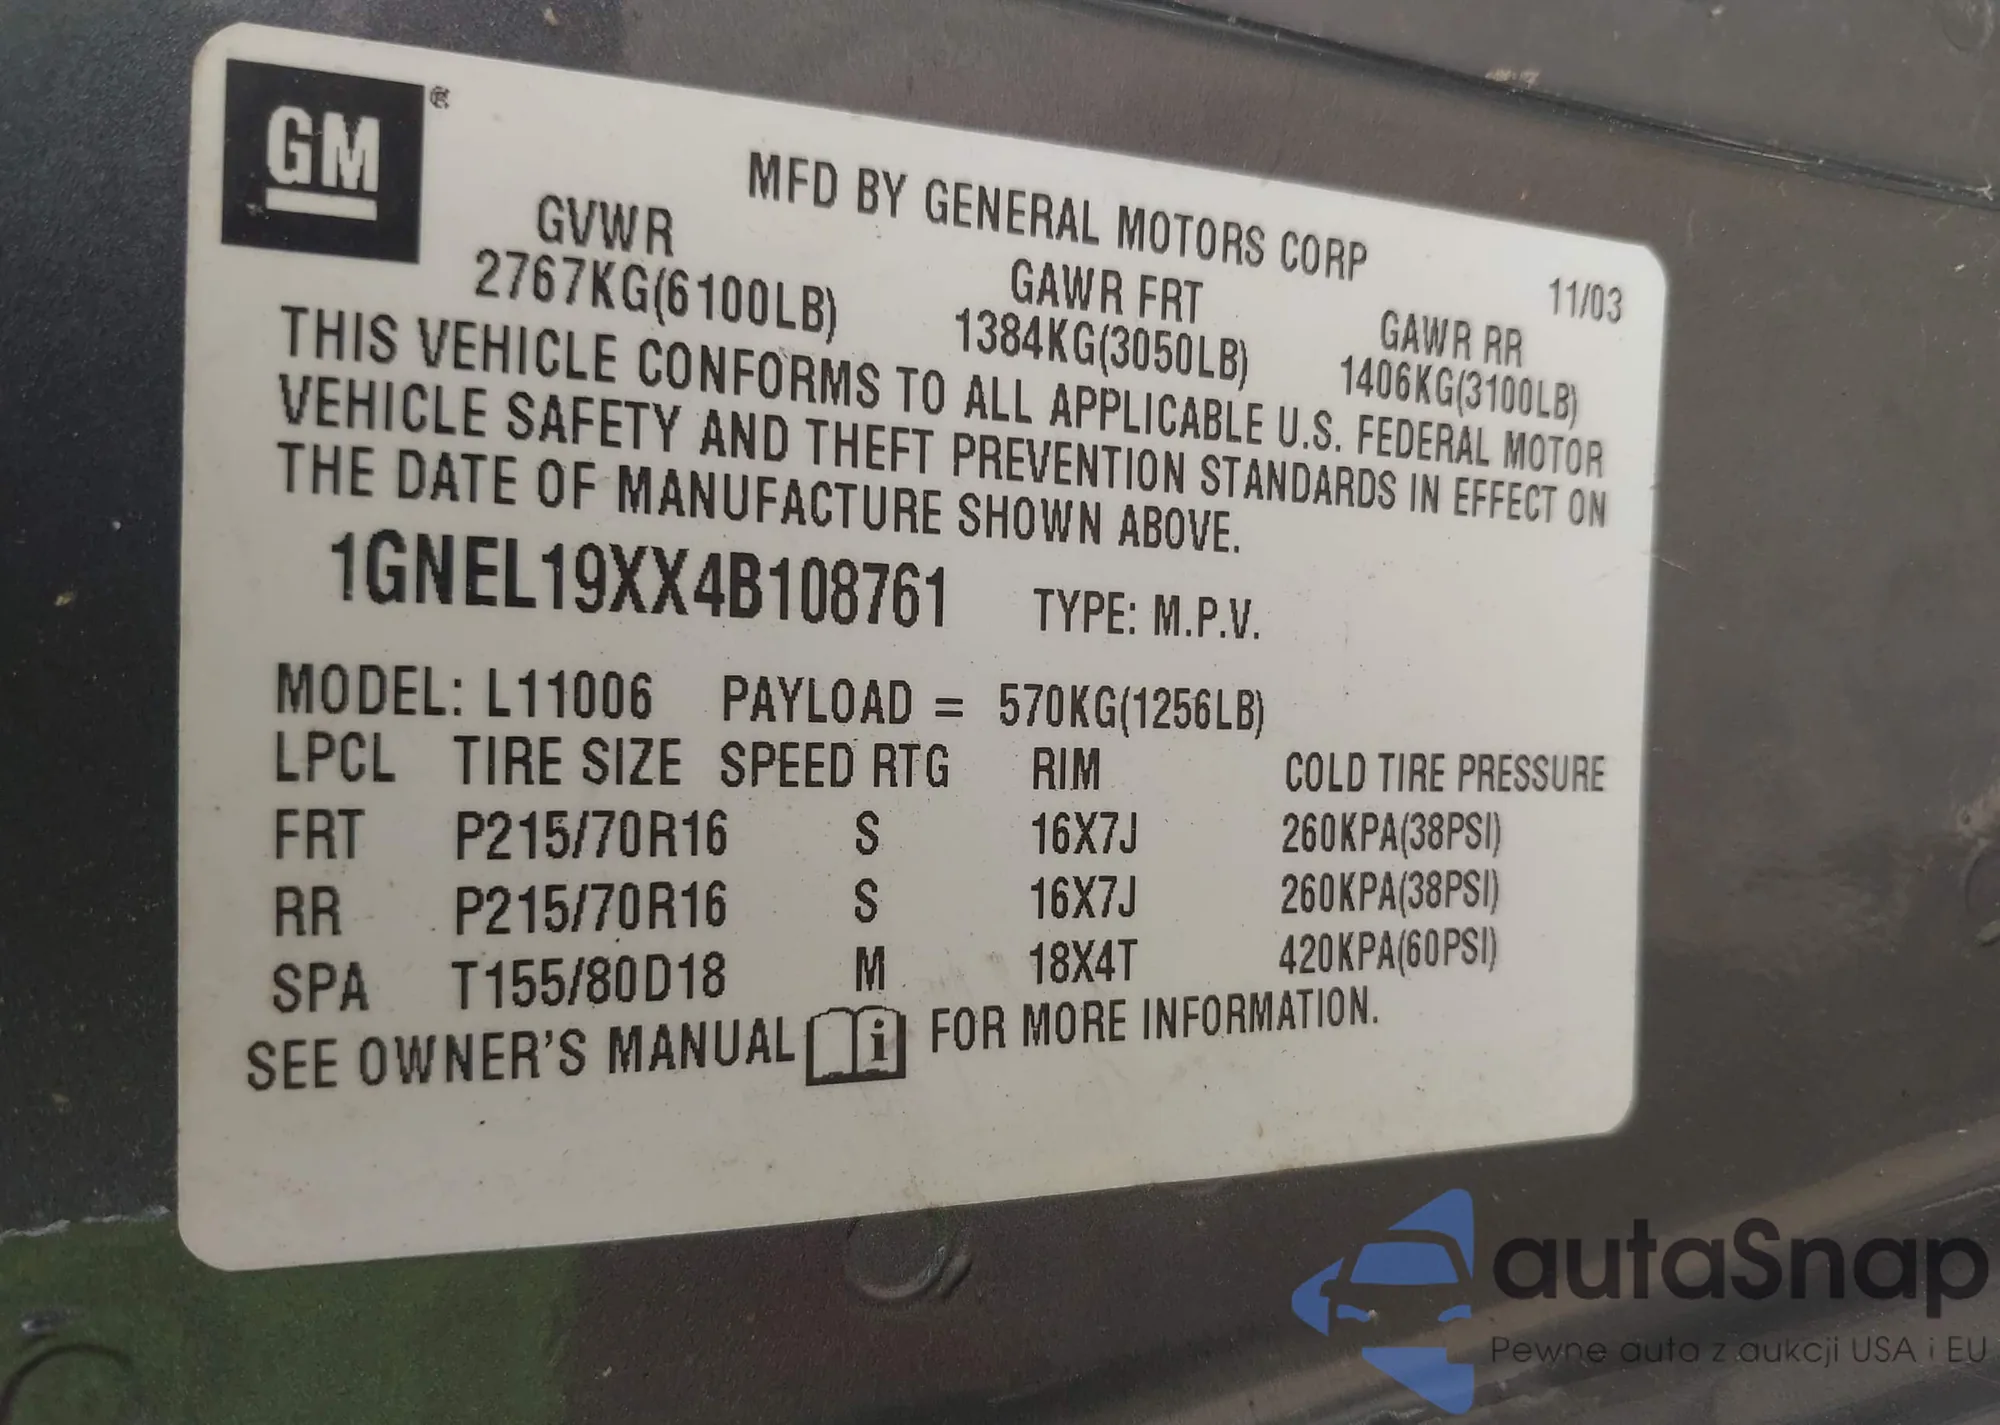 GM®
MFD BY GENERAL MOTORS CORP
11/03
GVWR GAWR FRT GAWR RR
2767KG(6100LB) 1384KG(3050LB) 1406KG(3100LB)
THIS VEHICLE CONFORMS TO ALL APPLICABLE U.S. FEDERAL MOTOR
VEHICLE SAFETY AND THEFT PREVENTION STANDARDS IN EFFECT ON
THE DATE OF MANUFACTURE SHOWN ABOVE.
1GNEL19XX4B108761 TYPE: M.P.V.
MODEL: L11006 PAYLOAD = 570KG(1256LB)
LPCL TIRE SIZE SPEED RTG RIM COLD TIRE PRESSURE
FRT P215/70R16 S 16X7J 260KPA(38PSI)
RR P215/70R16 S 16X7J 260KPA(38PSI)
SPA T155/80D18 M 18X4T 420KPA(60PSI)
SEE OWNER'S MANUAL i FOR MORE INFORMATION.
autaSnap
Pewne auta z aukcji USA i EU